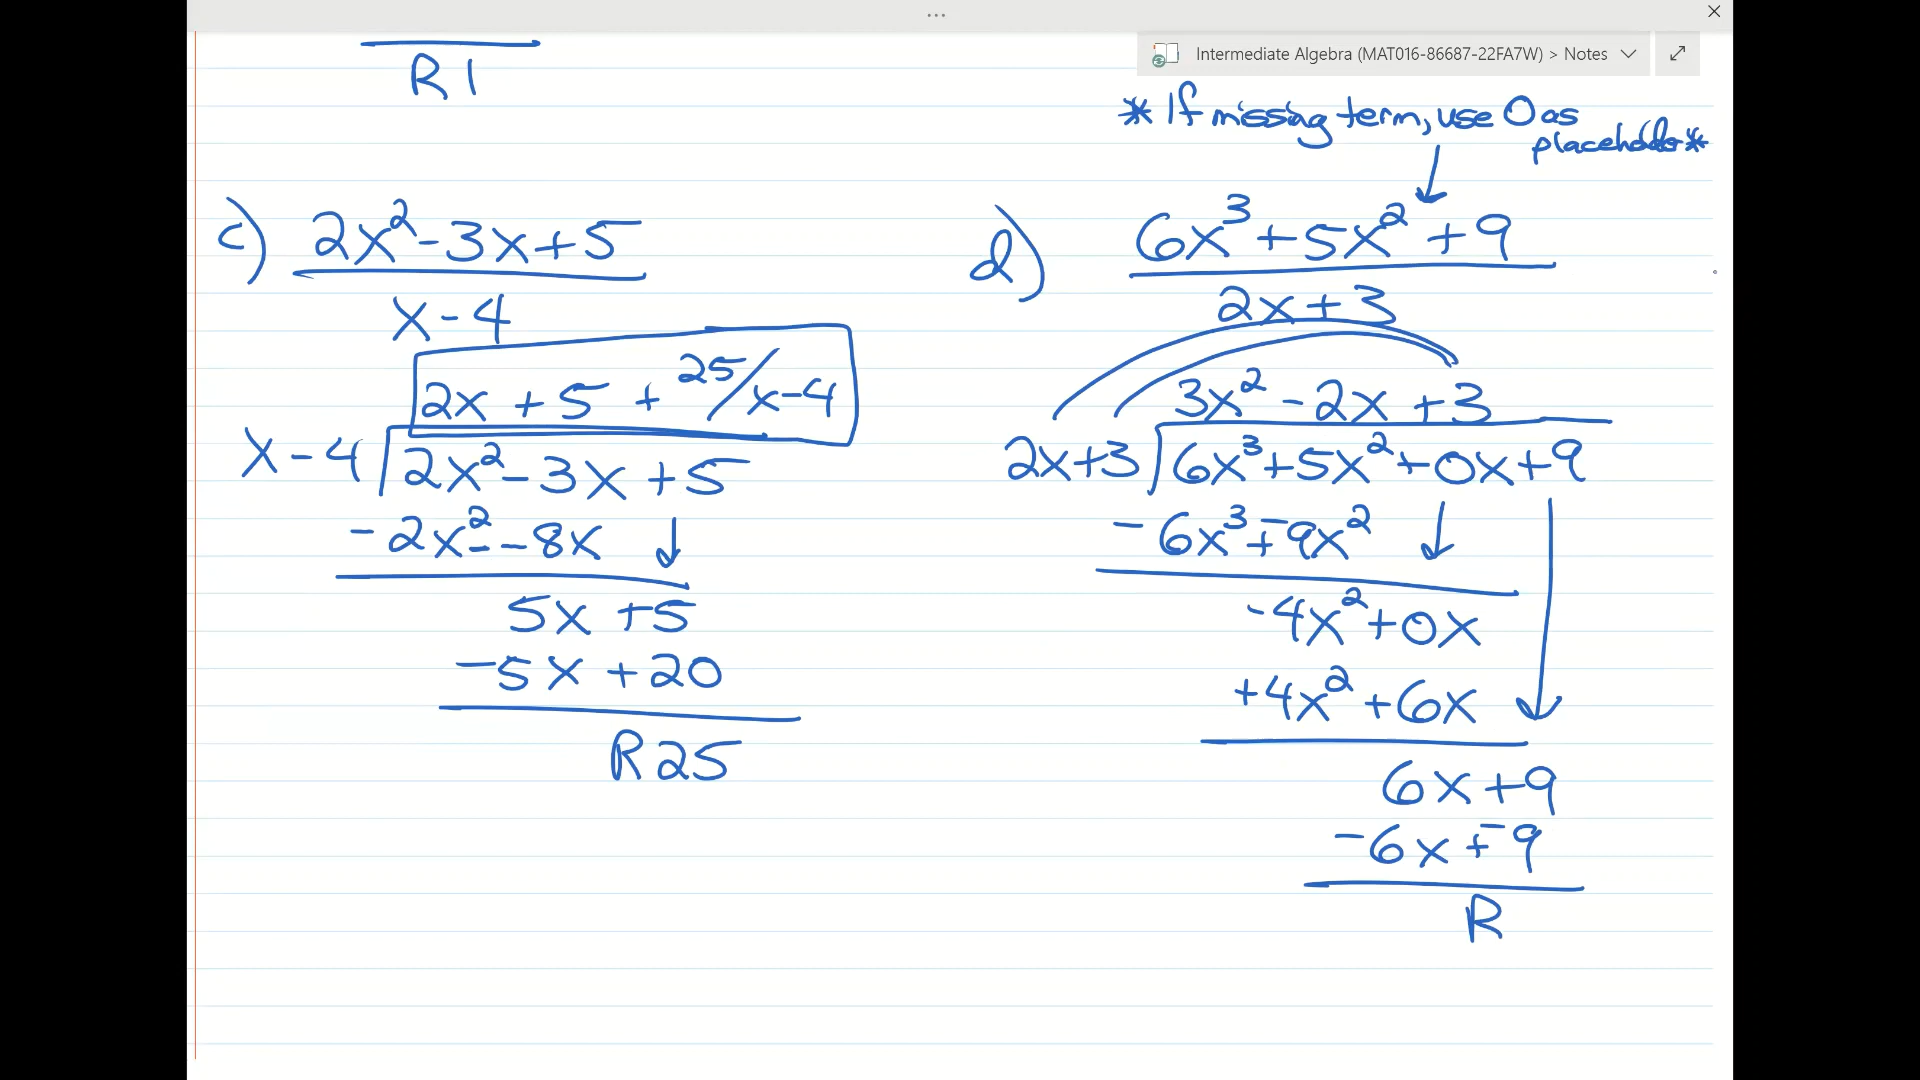 Intermediate Algebra (MAT016-86687-22FA7W) > Notes
R1
* If missing term, use 0 as
placeholder *
c) 2x² - 3x + 5
x - 4
2x + 5 + 25/x-4
x - 4 2x² - 3x + 5
- 2x² - - 8x
5x + 5
- 5x + 20
R 25
d) 6x³ + 5x² + 9
2x + 3
3x² - 2x + 3
2x + 3 6x³ + 5x² + 0x + 9
- 6x³ + - 9x²
- 4x² + 0x
+ 4x² + 6x
6x + 9
- 6x + - 9
R